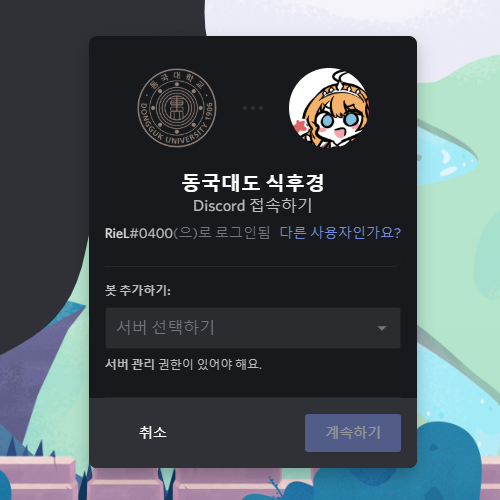 동국대학교
DONGGUK UNIVERSITY 1906
동국대도 식후경
Discord 접속하기
RieL#0400(으)로 로그인됨 다른 사용자인가요?
봇 추가하기:
서버 선택하기
서버 관리 권한이 있어야 해요.
취소 계속하기